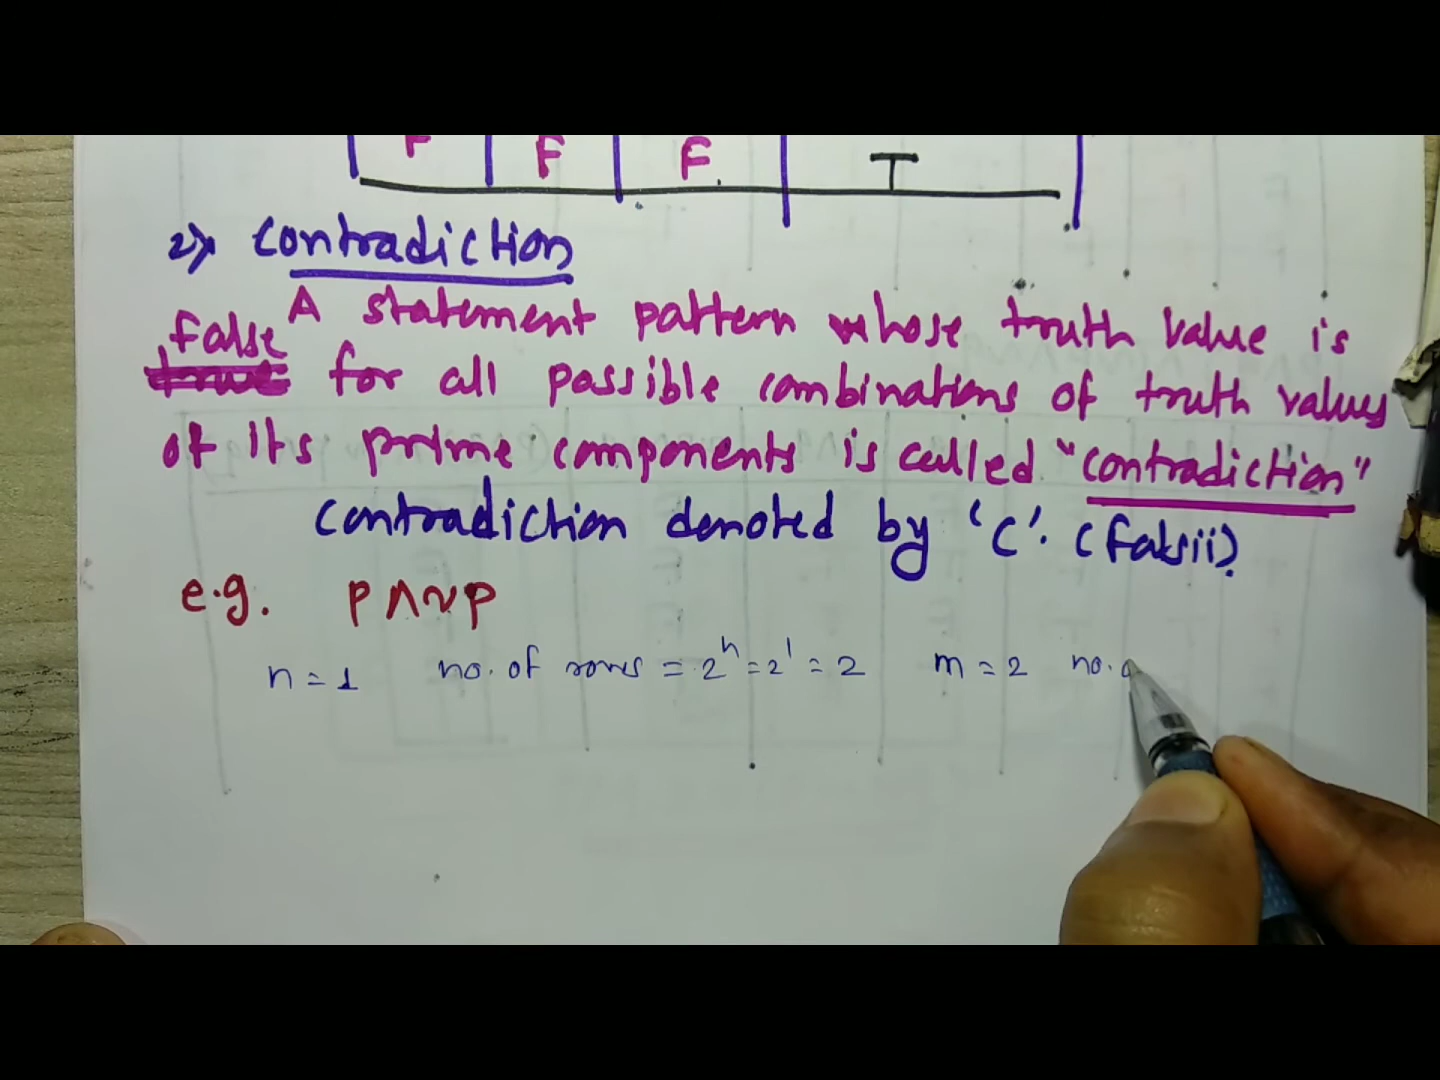 F F F T
2> Contradiction
A statement pattern whose truth value is
false
true for all possible combinations of truth values
of its prime components is called "contradiction"
Contradiction denoted by 'C'. (falsii).
e.g. p∧~p
n = 1 no. of rows = 2ⁿ = 2¹ = 2 m = 2 no. o